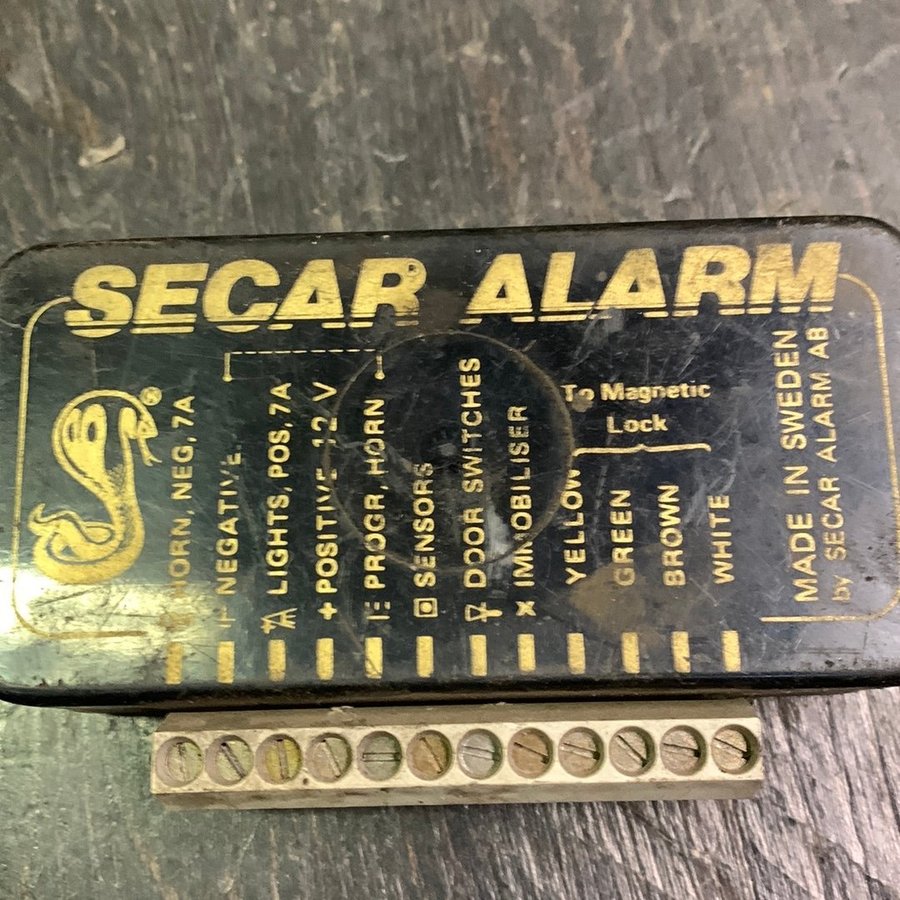 SECAR® ALARM
®
HORN, NEG, 7A
NEGATIVE
LIGHTS, POS, 7A
+ POSITIVE 12 V
PROGR, HORN
SENSORS
DOOR SWITCHES
x IMMOBILISER
To Magnetic
Lock
YELLOW
GREEN
BROWN
WHITE
MADE IN SWEDEN
by SECAR ALARM AB